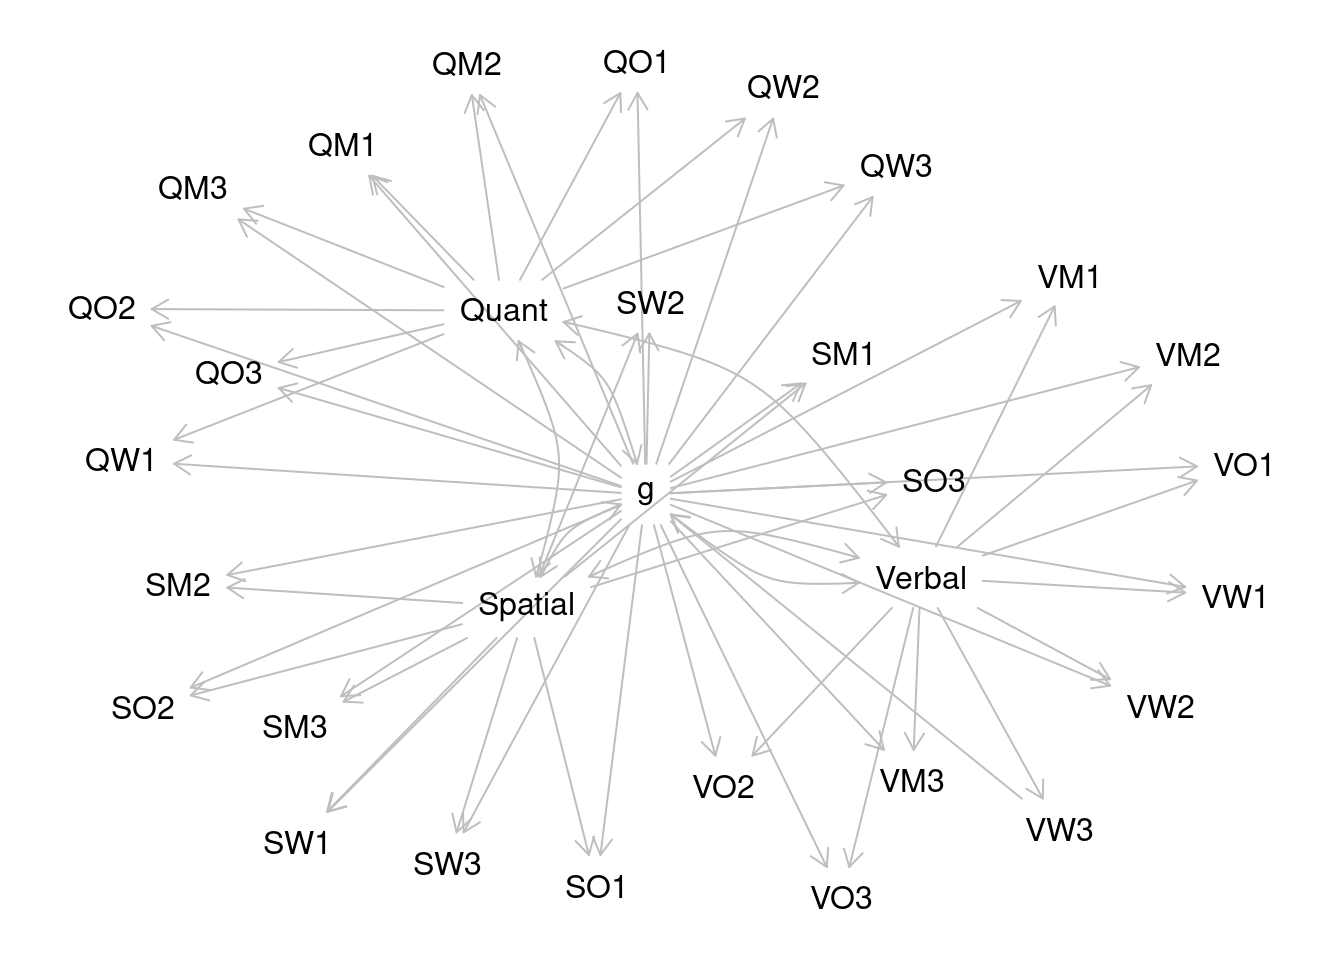 QM2
QO1
QW2
QM1
QW3
QM3
VM1
QO2
Quant
SW2
SM1
VM2
QO3
QW1
VO1
g
SO3
SM2
Verbal
VW1
Spatial
SO2
VW2
SM3
VO2
VM3
VW3
SW1
SW3
SO1
VO3